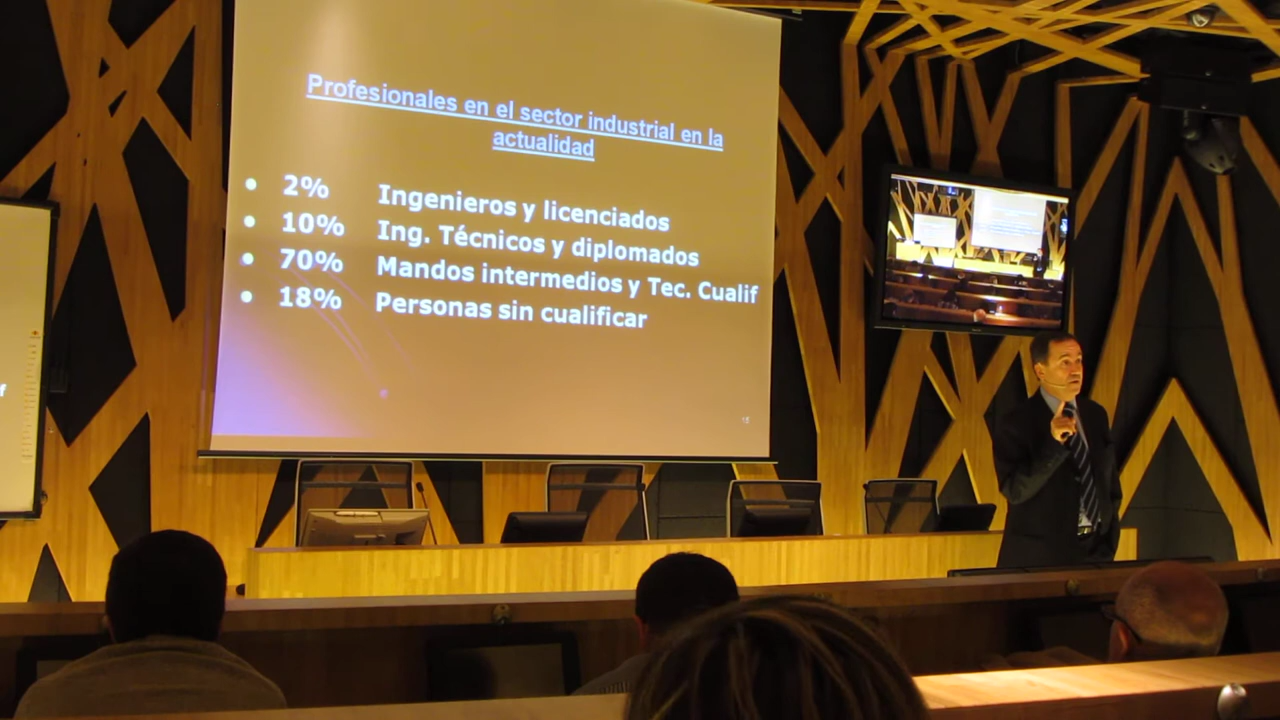 Profesionales en el sector industrial en la
actualidad
• 2% Ingenieros y licenciados
• 10% Ing. Técnicos y diplomados
• 70% Mandos intermedios y Tec. Cualif
• 18% Personas sin cualificar
15
f